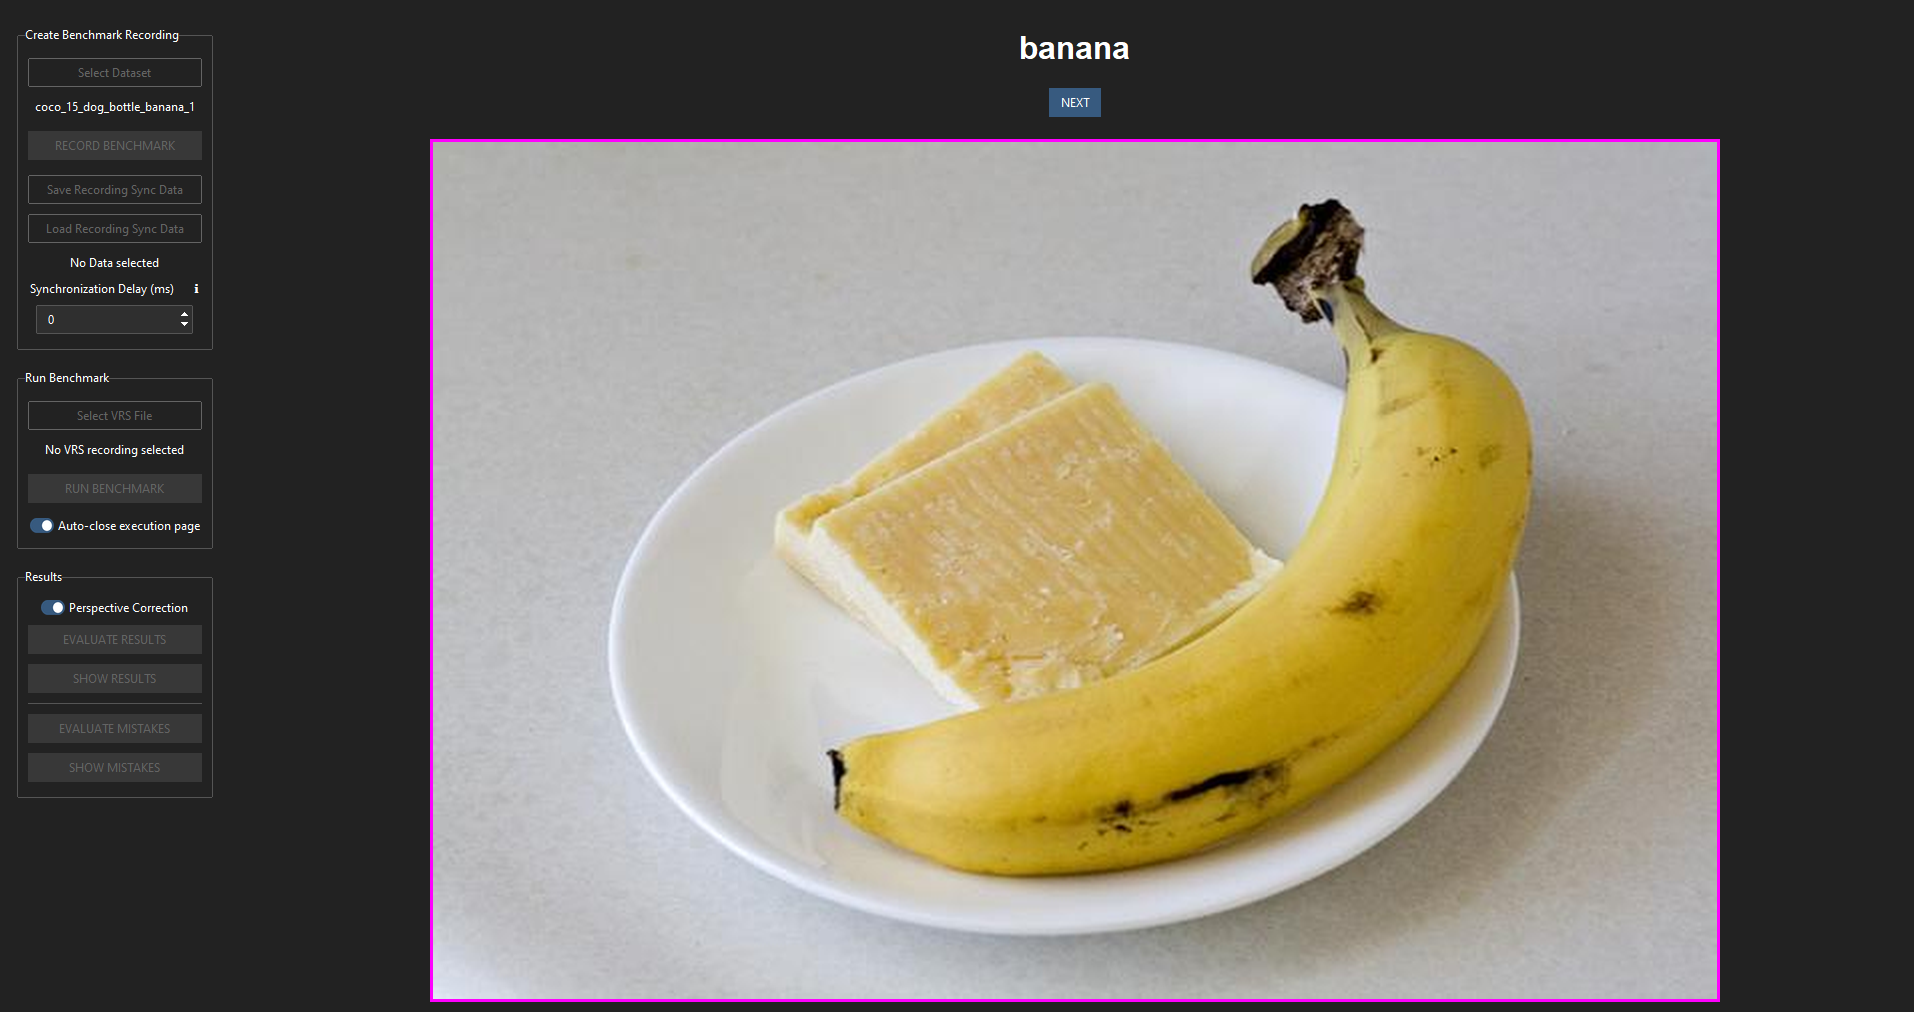 Create Benchmark Recording
Select Dataset
coco_15_dog_bottle_banana_1
RECORD BENCHMARK
Save Recording Sync Data
Load Recording Sync Data
No Data selected
Synchronization Delay (ms) i
0
Run Benchmark
Select VRS File
No VRS recording selected
RUN BENCHMARK
Auto-close execution page
Results
Perspective Correction
EVALUATE RESULTS
SHOW RESULTS
EVALUATE MISTAKES
SHOW MISTAKES
banana
NEXT